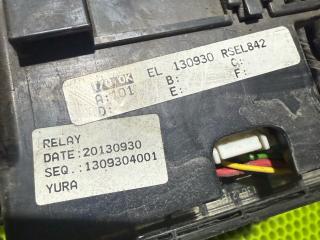 EL 130930 RSEL842
A:101 B: C:
D: E: F:
RELAY
DATE:20130930
SEQ.:1309304001
YURA